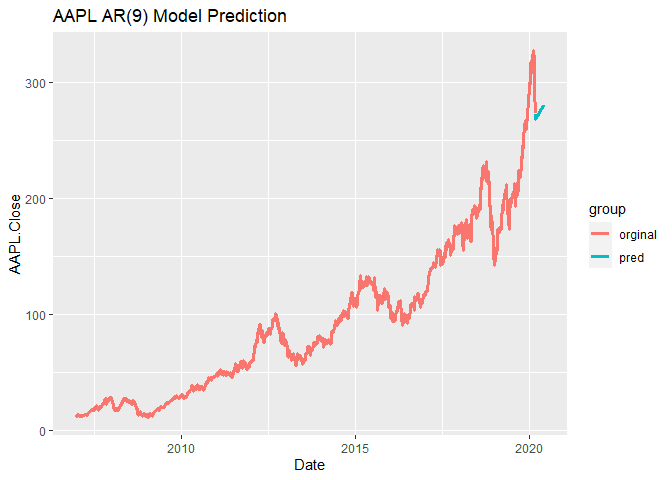 AAPL AR(9) Model Prediction
300
200
100
0
AAPL.Close
2010
2015
2020
Date
group
orginal
pred